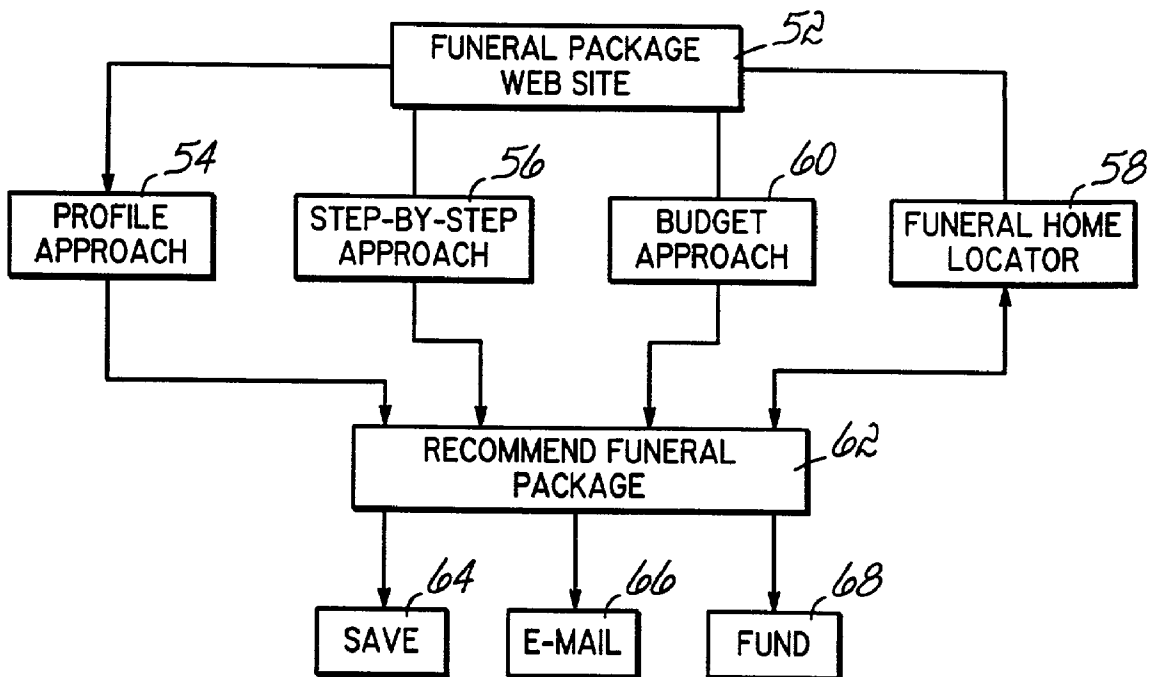 52
FUNERAL PACKAGE
WEB SITE
54
PROFILE
APPROACH
56
STEP-BY-STEP
APPROACH
60
BUDGET
APPROACH
58
FUNERAL HOME
LOCATOR
62
RECOMMEND FUNERAL
PACKAGE
64
SAVE
66
E-MAIL
68
FUND